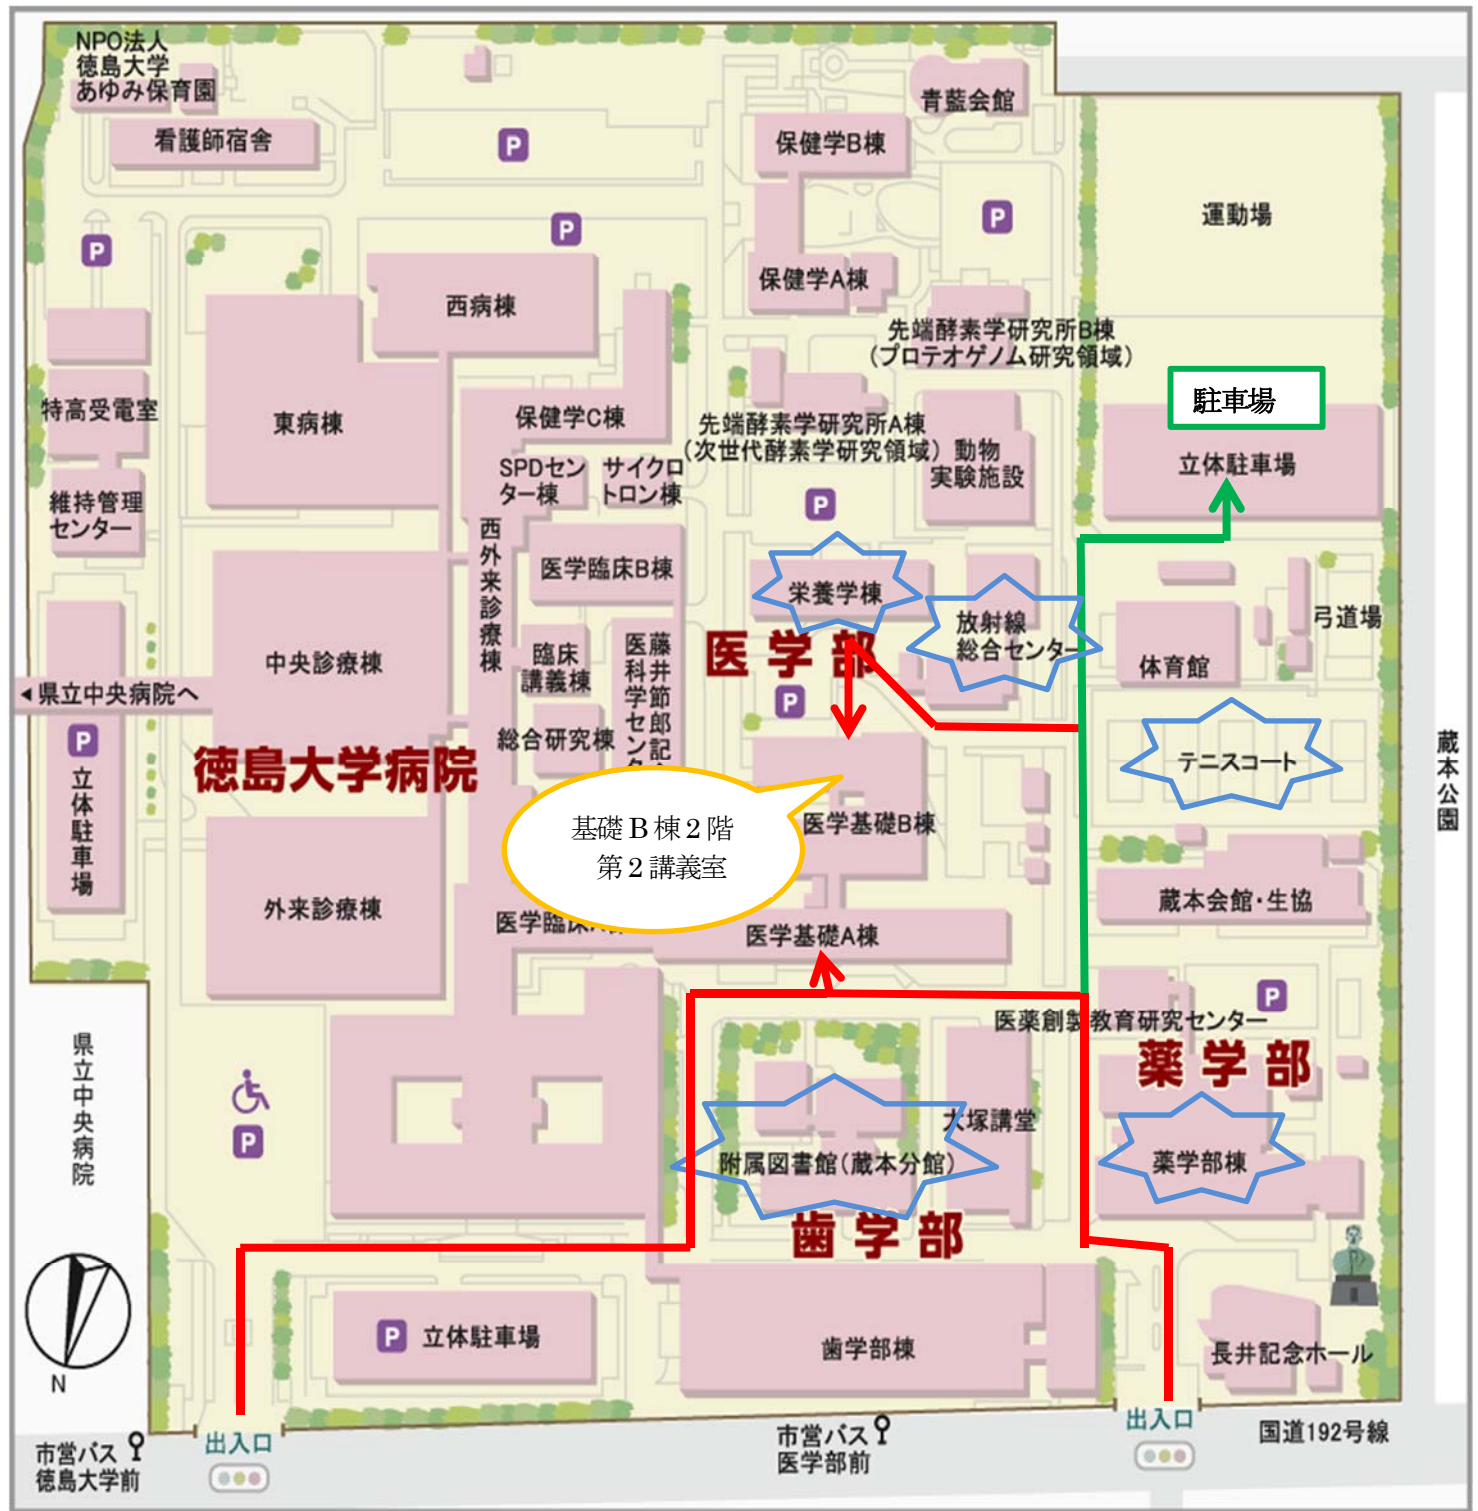 NPO法人
徳島大学
あゆみ保育園
看護師宿舎
P
青藍会館
保健学B棟
運動場
P
P
P
保健学A棟
西病棟
先端酵素学研究所B棟
(プロテオゲノム研究領域)
駐車場
特高受電室
東病棟
保健学C棟
先端酵素学研究所A棟
(次世代酵素学研究領域)
動物
実験施設
立体駐車場
SPDセン
ター棟
サイクロ
トロン棟
維持管理
センター
P
西外来診療棟
医学臨床B棟
栄養学棟
放射線
総合センター
弓道場
体育館
医学部
臨床
講義棟
藤井節郎記
医科学センタ
中央診療棟
◀県立中央病院へ
P
P
立体駐車場
総合研究棟
徳島大学病院
テニスコート
蔵本公園
基礎B棟2階
第2講義室
医学基礎B棟
外来診療棟
医学臨床
医学基礎A棟
蔵本会館・生協
P
医薬創製教育研究センター
薬学部
県立中央病院
P
大塚講堂
附属図書館(蔵本分館)
薬学部棟
歯学部
P 立体駐車場
歯学部棟
長井記念ホール
N
出入口
出入口
市営バス
徳島大学前
市営バス
医学部前
国道192号線